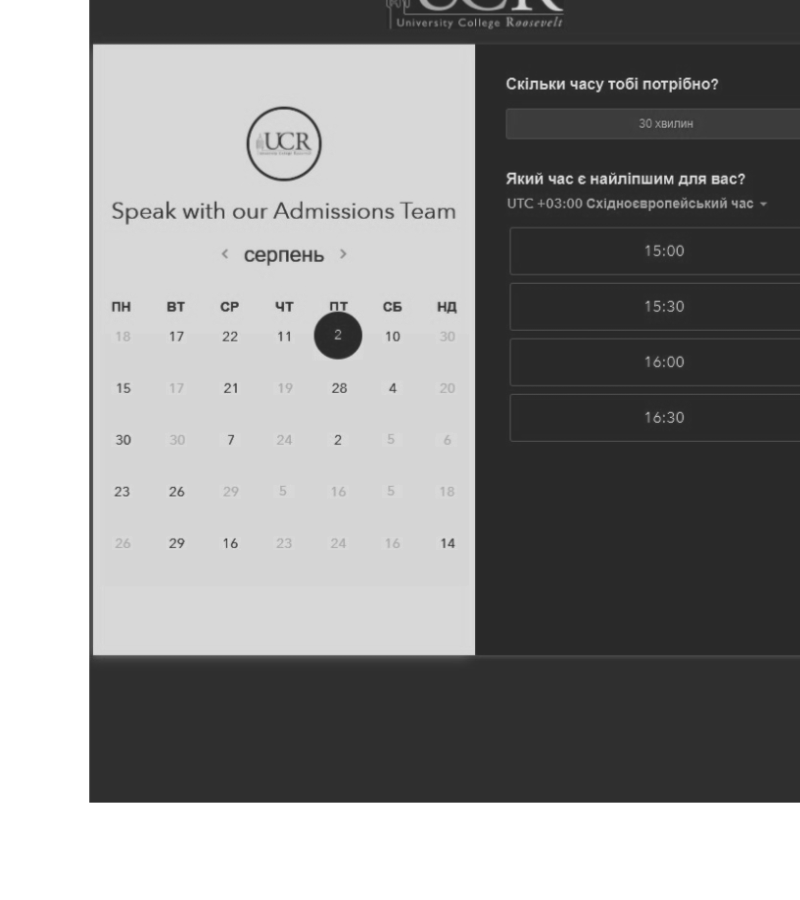 UCR
University College Roosevelt
UCR
Speak with our Admissions Team
серпень
ПН ВТ СР ЧТ ПТ СБ НД
18 17 22 11 2 10 30
15 17 21 19 28 4 20
30 30 7 24 2 5 6
23 26 29 5 16 5 18
26 29 16 23 24 16 14
Скільки часу тобі потрібно?
30 хвилин
Який час є найліпшим для вас?
UTC +03:00 Східноєвропейський час
15:00
15:30
16:00
16:30